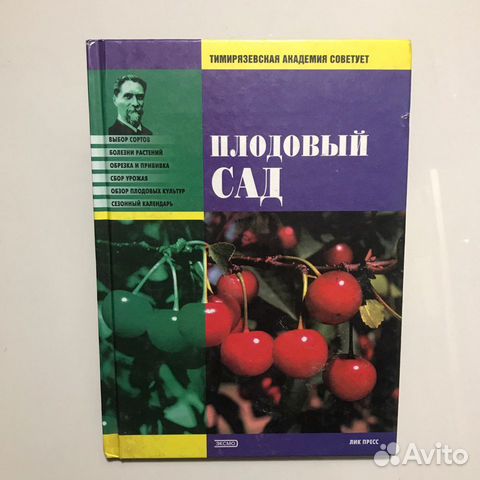 ТИМИРЯЗЕВСКАЯ АКАДЕМИЯ СОВЕТУЕТ
ВЫБОР СОРТОВ
БОЛЕЗНИ РАСТЕНИЙ
ОБРЕЗКА И ПРИВИВКА
СБОР УРОЖАЯ
ОБЗОР ПЛОДОВЫХ КУЛЬТУР
СЕЗОННЫЙ КАЛЕНДАРЬ
ПЛОДОВЫЙ
САД
ЭКСМО
ЛИК ПРЕСС
Avito